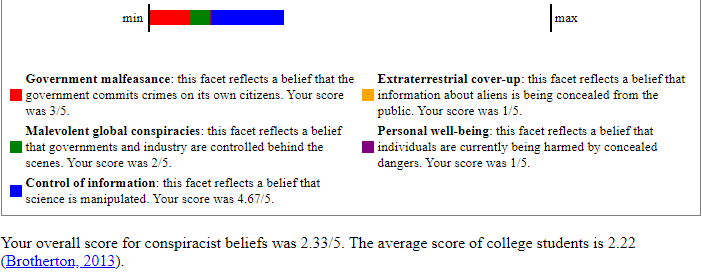 min
max
Government malfeasance: this facet reflects a belief that the
government commits crimes on its own citizens. Your score
was 3/5.
Malevolent global conspiracies: this facet reflects a belief
that governments and industry are controlled behind the
scenes. Your score was 2/5.
Control of information: this facet reflects a belief that
science is manipulated. Your score was 4.67/5.
Extraterrestrial cover-up: this facet reflects a belief that
information about aliens is being concealed from the
public. Your score was 1/5.
Personal well-being: this facet reflects a belief that
individuals are currently being harmed by concealed
dangers. Your score was 1/5.
Your overall score for conspiracist beliefs was 2.33/5. The average score of college students is 2.22
(Brotherton, 2013).